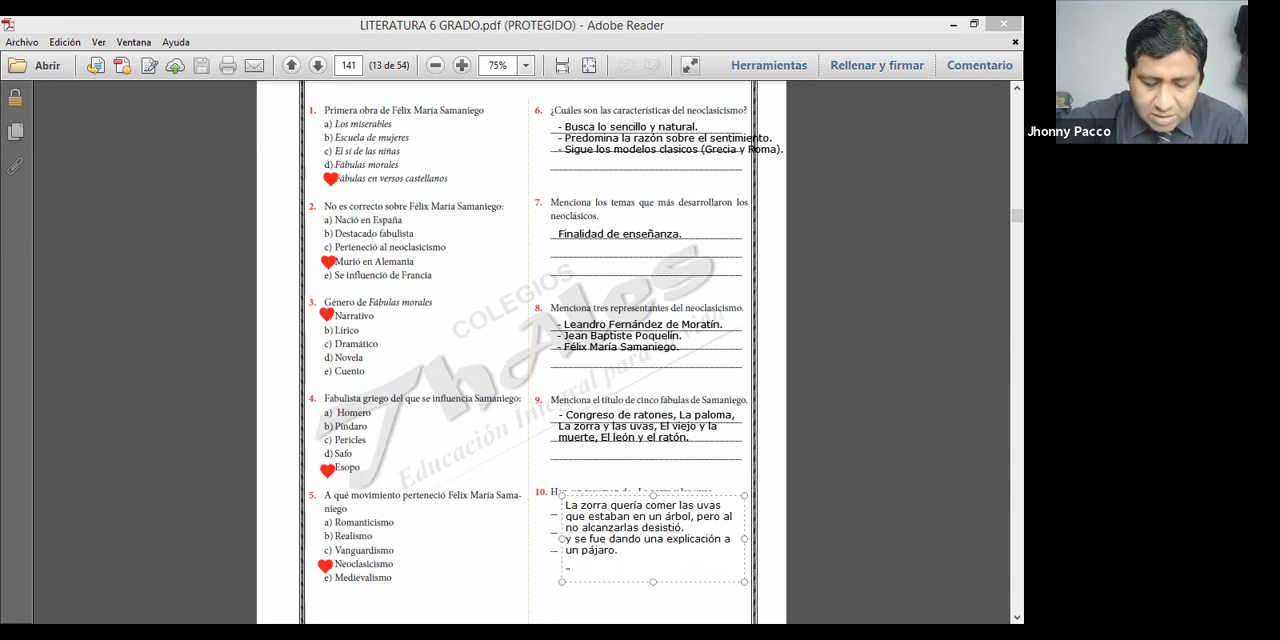 LITERATURA 6 GRADO.pdf (PROTEGIDO) - Adobe Reader
Archivo Edición Ver Ventana Ayuda
Abrir 141 (13 de 54) 75% Herramientas Rellenar y firmar Comentario
1. Primera obra de Félix María Samaniego
a) Los miserables
b) Escuela de mujeres
c) El sí de las niñas
d) Fábulas morales
Fábulas en versos castellanos
2. No es correcto sobre Félix María Samaniego:
a) Nació en España
b) Destacado fabulista
c) Perteneció al neoclasicismo
Murió en Alemania
e) Se influenció de Francia
3. Género de Fábulas morales
Narrativo
b) Lírico
c) Dramático
d) Novela
e) Cuento
4. Fabulista griego del que se influencia Samaniego:
a) Homero
b) Píndaro
c) Pericles
d) Safo
Esopo
5. A qué movimiento perteneció Félix María Sama-
niego
a) Romanticismo
b) Realismo
c) Vanguardismo
Neoclasicismo
e) Medievalismo
6. ¿Cuáles son las características del neoclasicismo?
- Busca lo sencillo y natural.
- Predomina la razón sobre el sentimiento.
- Sigue los modelos clasicos (Grecia y Roma).
7. Menciona los temas que más desarrollaron los
neoclásicos.
Finalidad de enseñanza.
8. Menciona tres representantes del neoclasicismo.
- Leandro Fernández de Moratín.
- Jean Baptiste Poquelín.
- Félix María Samaniego.
9. Menciona el título de cinco fábulas de Samaniego.
- Congreso de ratones, La paloma,
La zorra y las uvas, El viejo y la
muerte, El león y el ratón.
10.
La zorra quería comer las uvas
que estaban en un árbol, pero al
no alcanzarlas desistió.
y se fue dando una explicación a
un pájaro.
"
COLEGIOS
ThAles
Educación Integral para la vida
Jhonny Pacco